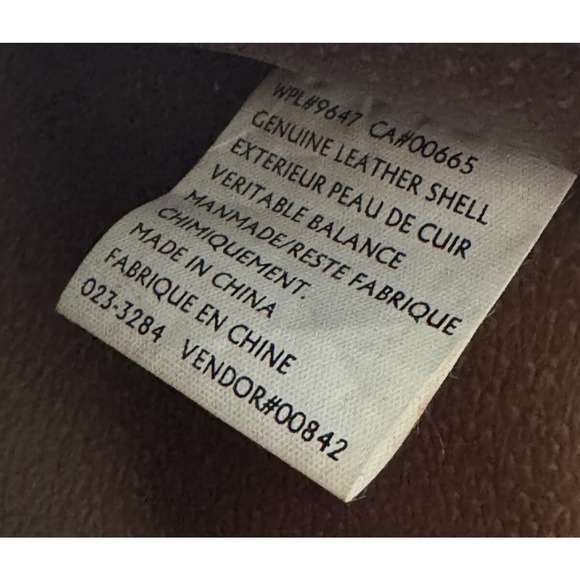 WPL#9647 CA#00665
GENUINE LEATHER SHELL
EXTERIEUR PEAU DE CUIR
VERITABLE BALANCE
MANMADE/RESTE FABRIQUE
CHIMIQUEMENT.
MADE IN CHINA
FABRIQUE EN CHINE
023-3284 VENDOR#00842